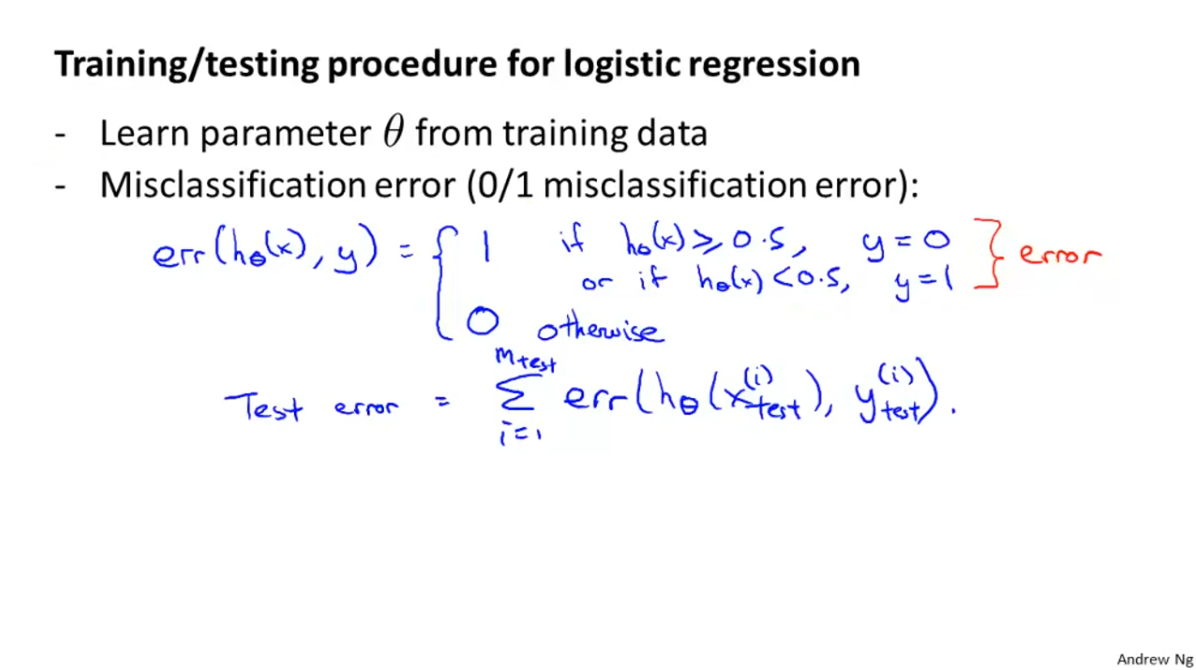 Training/testing procedure for logistic regression
- Learn parameter θ from training data
- Misclassification error (0/1 misclassification error):
err(hθ(x), y) = { 1 if hθ(x) ≥ 0.5, y = 0 } error
or if hθ(x) < 0.5, y = 1
0 otherwise
Test error = Σ_{i=1}^{m_test} err(hθ(x_test^(i)), y_test^(i)).
Andrew Ng